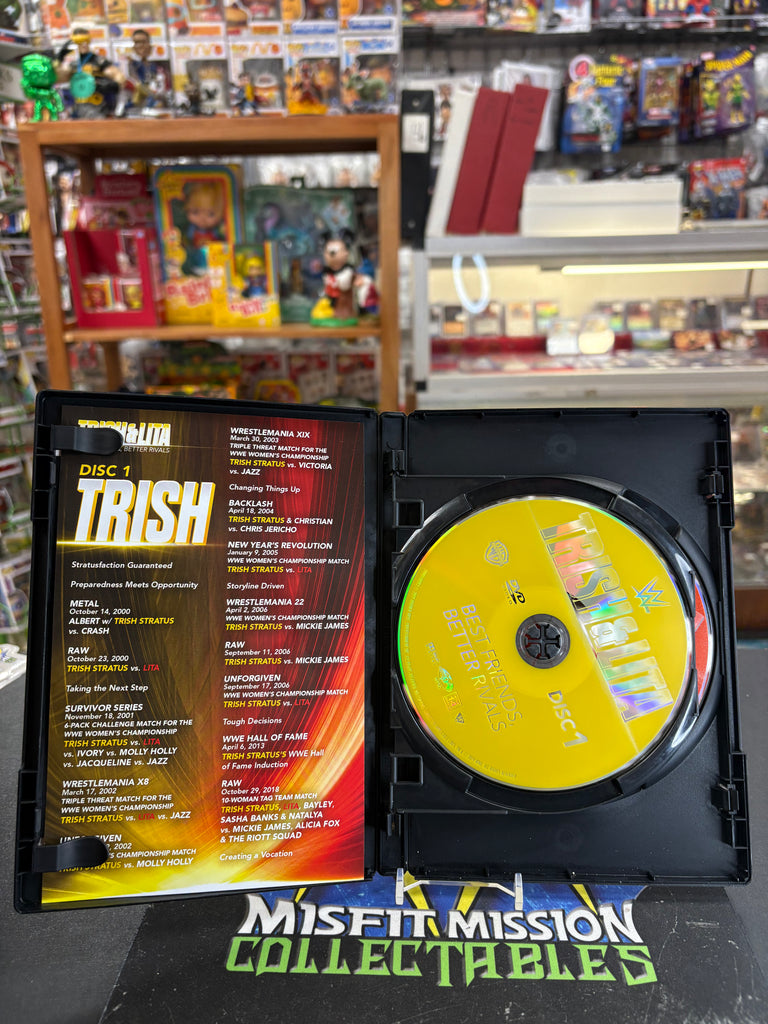 TRISH & LITA
BETTER RIVALS
DISC 1
TRISH
Stratusfaction Guaranteed
Preparedness Meets Opportunity
METAL
October 14, 2000
ALBERT w/ TRISH STRATUS
vs. CRASH
RAW
October 23, 2000
TRISH STRATUS vs. LITA
Taking the Next Step
SURVIVOR SERIES
November 18, 2001
6-PACK CHALLENGE MATCH FOR THE
WWE WOMEN'S CHAMPIONSHIP
TRISH STRATUS vs. LITA
vs. IVORY vs. MOLLY HOLLY
vs. JACQUELINE vs. JAZZ
WRESTLEMANIA X8
March 17, 2002
TRIPLE THREAT MATCH FOR THE
WWE WOMEN'S CHAMPIONSHIP
TRISH STRATUS vs. LITA vs. JAZZ
2002
CHAMPIONSHIP MATCH
TRISH STRATUS vs. MOLLY HOLLY
WRESTLEMANIA XIX
March 30, 2003
TRIPLE THREAT MATCH FOR THE
WWE WOMEN'S CHAMPIONSHIP
TRISH STRATUS vs. VICTORIA
vs. JAZZ
Changing Things Up
BACKLASH
April 18, 2004
TRISH STRATUS & CHRISTIAN
vs. CHRIS JERICHO
NEW YEAR'S REVOLUTION
January 9, 2005
WWE WOMEN'S CHAMPIONSHIP MATCH
TRISH STRATUS vs. LITA
Storyline Driven
WRESTLEMANIA 22
April 2, 2006
WWE WOMEN'S CHAMPIONSHIP MATCH
TRISH STRATUS vs. MICKIE JAMES
RAW
September 11, 2006
TRISH STRATUS vs. MICKIE JAMES
UNFORGIVEN
September 17, 2006
WWE WOMEN'S CHAMPIONSHIP MATCH
TRISH STRATUS vs. LITA
Tough Decisions
WWE HALL OF FAME
April 6, 2013
TRISH STRATUS'S WWE Hall
of Fame Induction
RAW
October 29, 2018
10-WOMAN TAG TEAM MATCH
TRISH STRATUS, LITA, BAYLEY,
SASHA BANKS & NATALYA
vs. MICKIE JAMES, ALICIA FOX
& THE RIOTT SQUAD
Creating a Vocation
TRISH & LITA
BEST FRIENDS,
BETTER RIVALS
DISC 1
DVD
MISFIT MISSION
COLLECTABLES